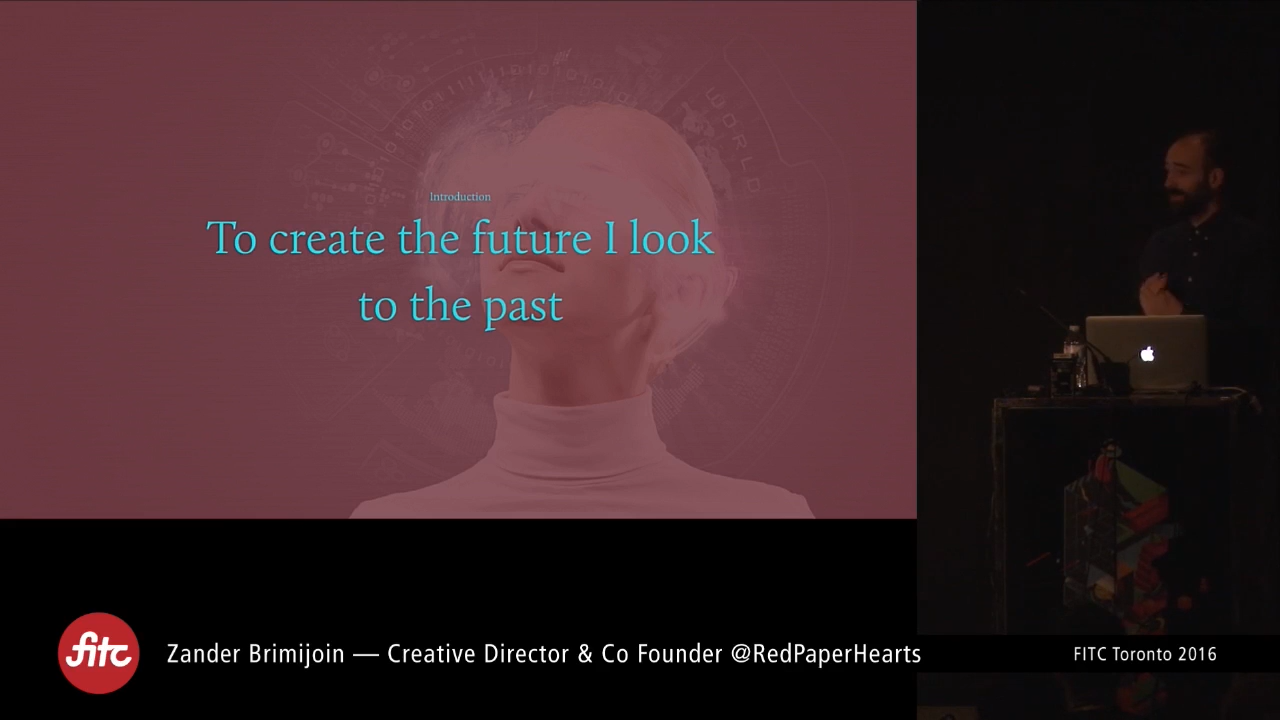 Introduction
To create the future I look
to the past
WORLD
fitc
Zander Brimijoin — Creative Director & Co Founder @RedPaperHearts
FITC Toronto 2016